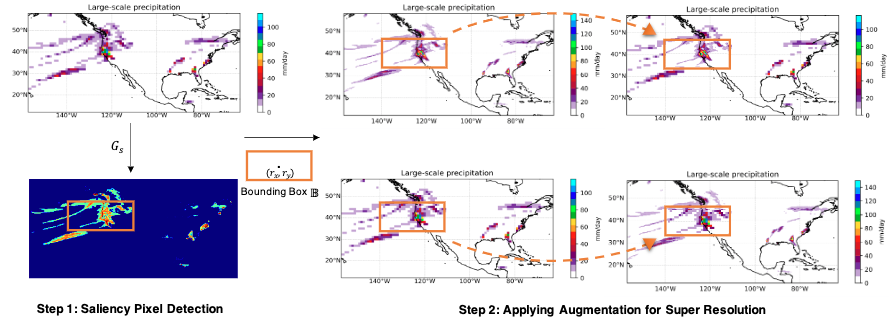 Large-scale precipitation
50°N
40°N
30°N
20°N
140°W 120°W 100°W 80°W
100
80
60
40
20
0
mm/day
Large-scale precipitation
50°N
40°N
30°N
20°N
140°W 120°W 100°W 80°W
140
120
100
80
60
40
20
0
mm/day
Large-scale precipitation
50°N
40°N
30°N
20°N
140°W 120°W 100°W 80°W
100
80
60
40
20
0
mm/day
G_s
(r_x, r_y)
Bounding Box 𝔹
Large-scale precipitation
50°N
40°N
30°N
20°N
140°W 120°W 100°W 80°W
100
80
60
40
20
0
mm/day
Large-scale precipitation
50°N
40°N
30°N
20°N
140°W 120°W 100°W 80°W
140
120
100
80
60
40
20
0
mm/day
Step 1: Saliency Pixel Detection
Step 2: Applying Augmentation for Super Resolution